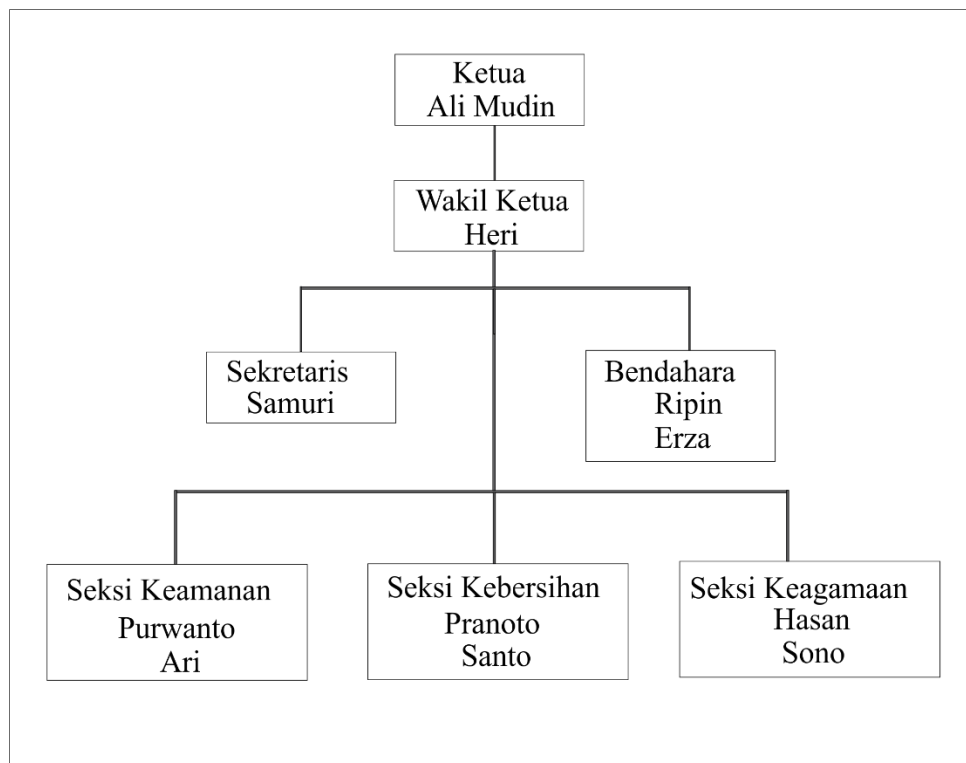 Ketua
Ali Mudin
Wakil Ketua
Heri
Sekretaris
Samuri
Bendahara
Ripin
Erza
Seksi Keamanan
Purwanto
Ari
Seksi Kebersihan
Pranoto
Santo
Seksi Keagamaan
Hasan
Sono